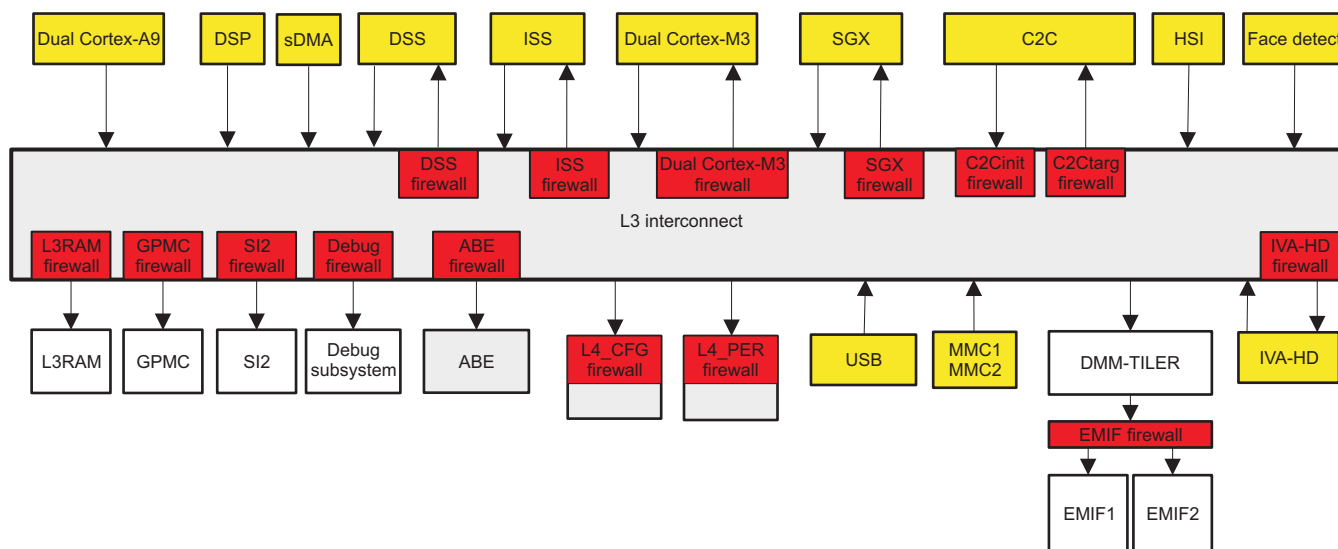 Dual Cortex-A9
DSP
sDMA
DSS
ISS
Dual Cortex-M3
SGX
C2C
HSI
Face detect
DSS
firewall
ISS
firewall
Dual Cortex-M3
firewall
SGX
firewall
C2Cinit
firewall
C2Ctarg
firewall
L3 interconnect
L3RAM
firewall
GPMC
firewall
SI2
firewall
Debug
firewall
ABE
firewall
IVA-HD
firewall
L3RAM
GPMC
SI2
Debug
subsystem
ABE
L4_CFG
firewall
L4_PER
firewall
USB
MMC1
MMC2
DMM-TILER
IVA-HD
EMIF firewall
EMIF1
EMIF2